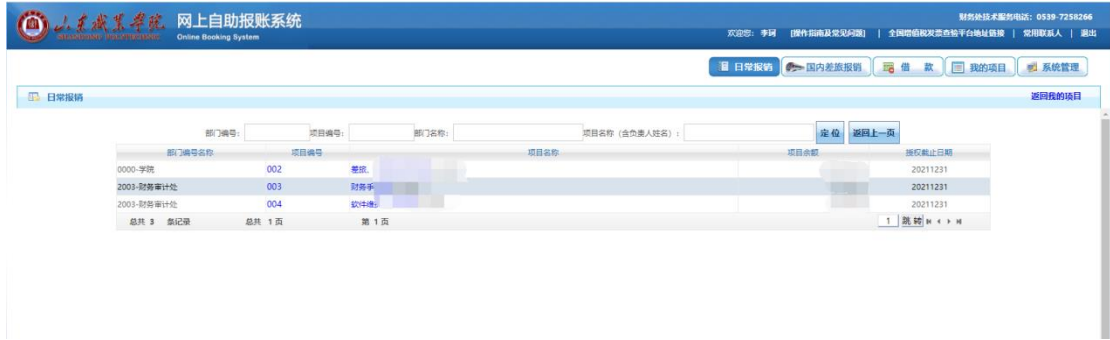 山东职业学院
SHANDONG POLYTECHNIC
网上自助报账系统
Online Booking System
财务处技术服务电话: 0539-7258266
欢迎您: 李珂 [操作指南及常见问题] | 全国增值税发票查验平台地址链接 | 常用联系人 | 退出
日常报销 国内差旅报销 借 款 我的项目 系统管理
日常报销 返回我的项目
部门编号: 项目编号: 部门名称: 项目名称 (含负责人姓名) : 定 位 返回上一页
部门编号名称 项目编号 项目名称 项目余额 授权截止日期
0000-学院 002 差旅 20211231
2003-财务审计处 003 财务手 20211231
2003-财务审计处 004 软件维 20211231
总共 3 条记录 总共 1 页 第 1 页 1 跳 转